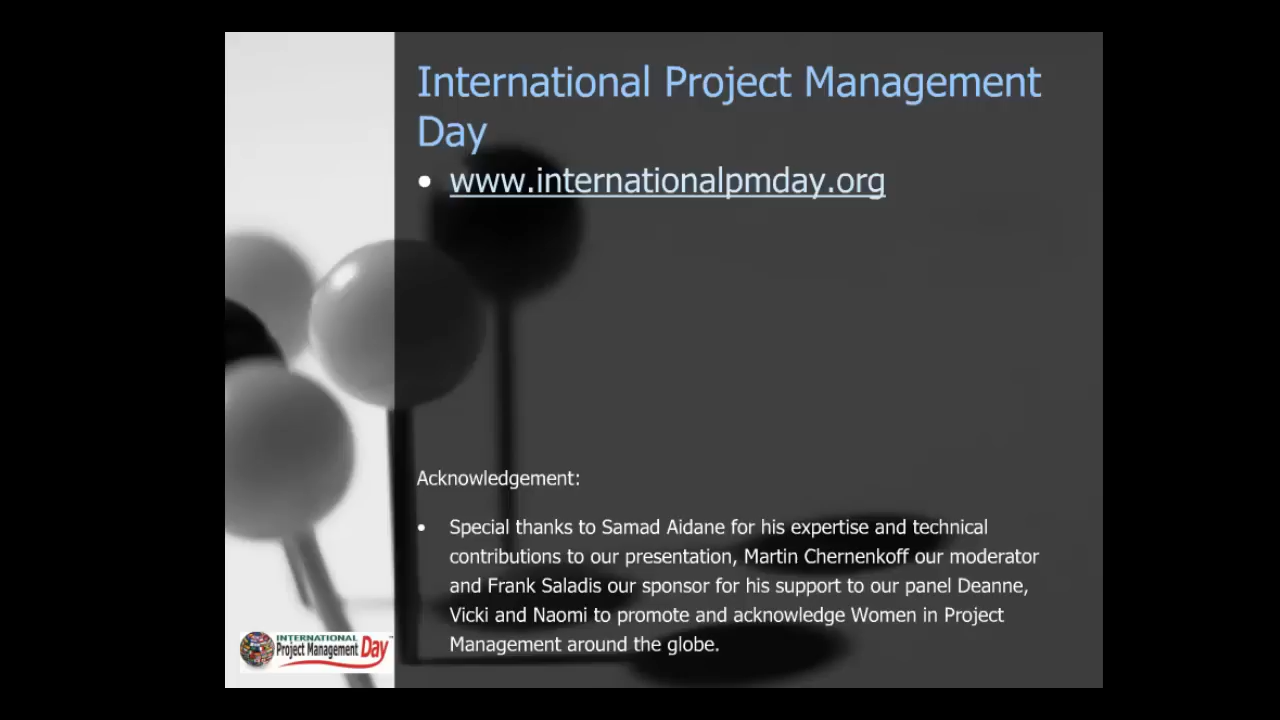 International Project Management
Day
• www.internationalpmday.org
Acknowledgement:
• Special thanks to Samad Aidane for his expertise and technical
contributions to our presentation, Martin Chernenkoff our moderator
and Frank Saladis our sponsor for his support to our panel Deanne,
Vicki and Naomi to promote and acknowledge Women in Project
Management around the globe.
INTERNATIONAL
Project Management Day™